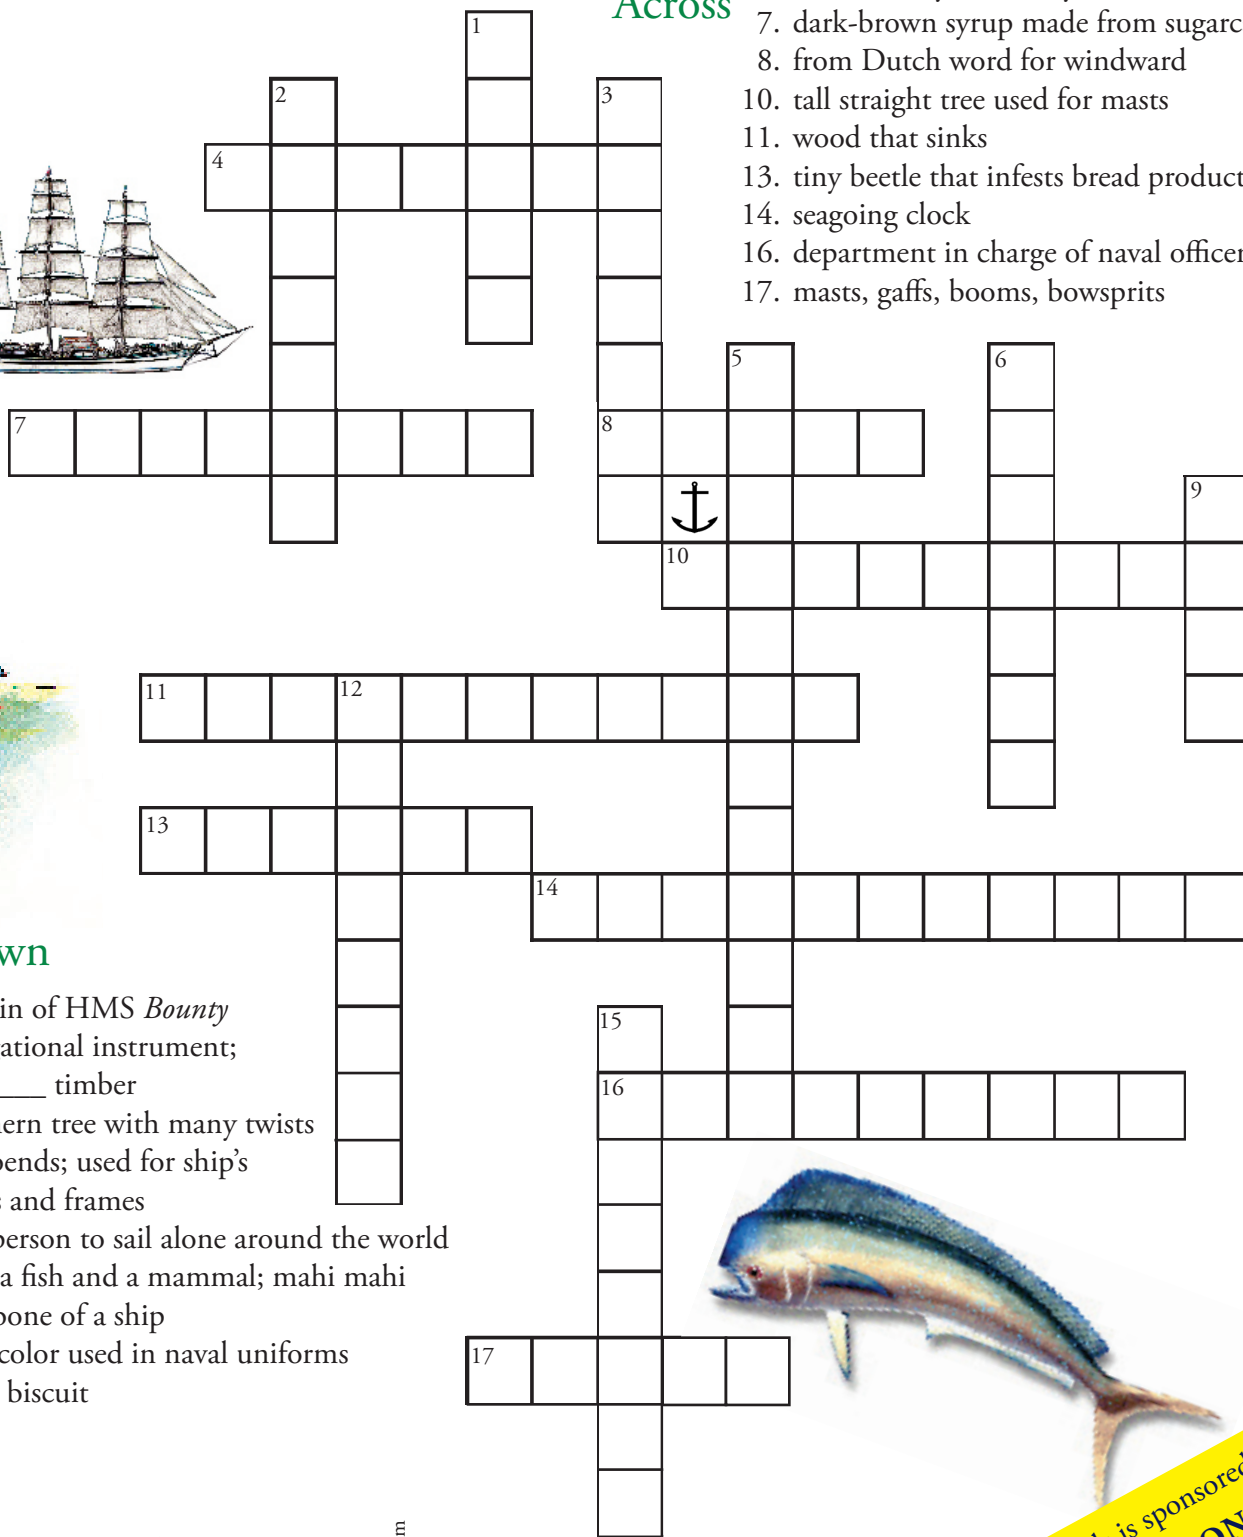 Across
7. dark-brown syrup made from sugarc
8. from Dutch word for windward
10. tall straight tree used for masts
11. wood that sinks
13. tiny beetle that infests bread product
14. seagoing clock
16. department in charge of naval officer
17. masts, gaffs, booms, bowsprits
1
2
3
4
5
6
7
8
9
10
11
12
13
14
15
16
17
wn
in of HMS Bounty
ational instrument;
___ timber
ern tree with many twists
bends; used for ship's
s and frames
person to sail alone around the world
a fish and a mammal; mahi mahi
bone of a ship
color used in naval uniforms
biscuit
m
is sponsored
ON